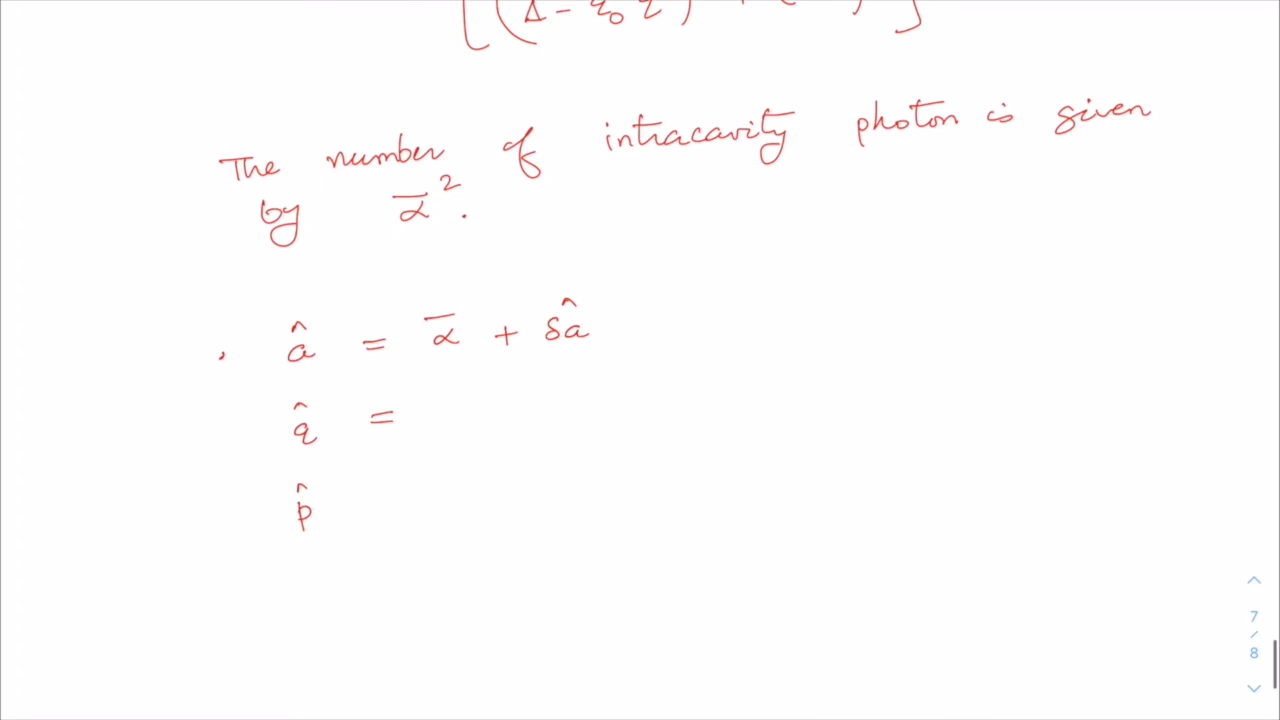 The number of intracavity photon is given
by ᾱ².
â = ᾱ + δâ
q̂ =
p̂
7
/
8